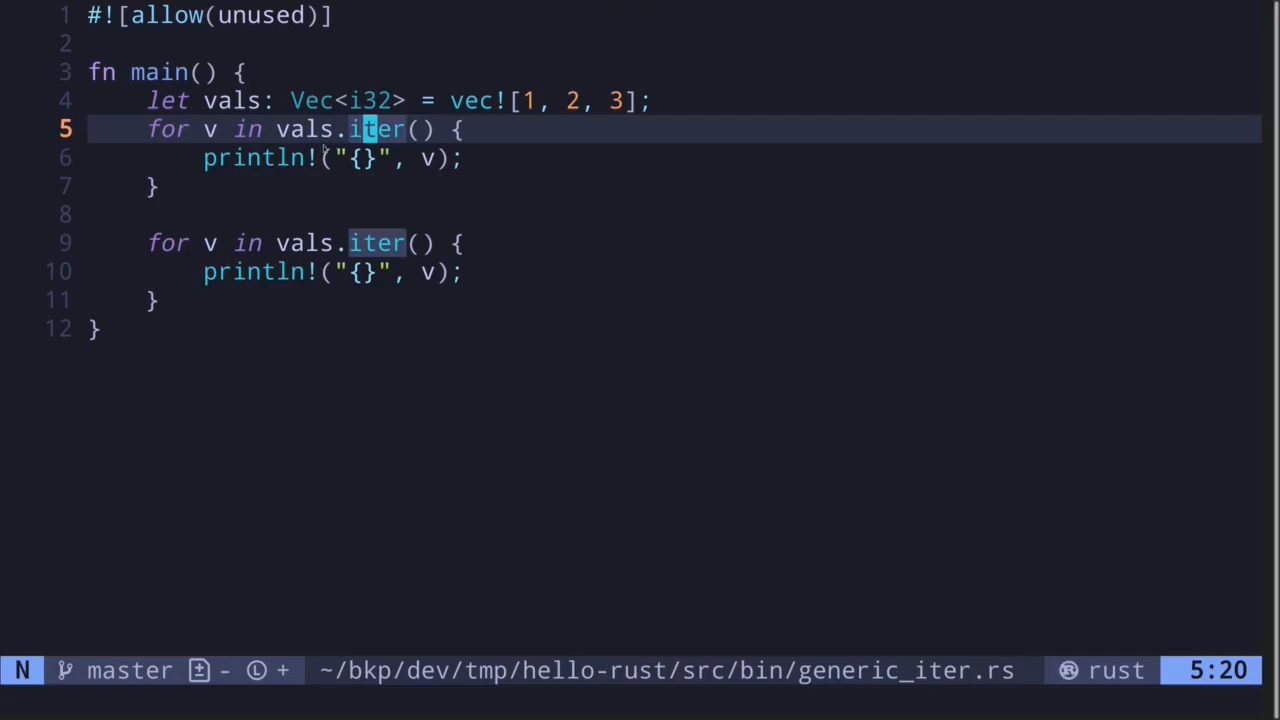 1 #![allow(unused)]
2
3 fn main() {
4     let vals: Vec<i32> = vec![1, 2, 3];
5     for v in vals.iter() {
6         println!("{}", v);
7     }
8
9     for v in vals.iter() {
10         println!("{}", v);
11     }
12 }
N master - L + ~/bkp/dev/tmp/hello-rust/src/bin/generic_iter.rs rust 5:20